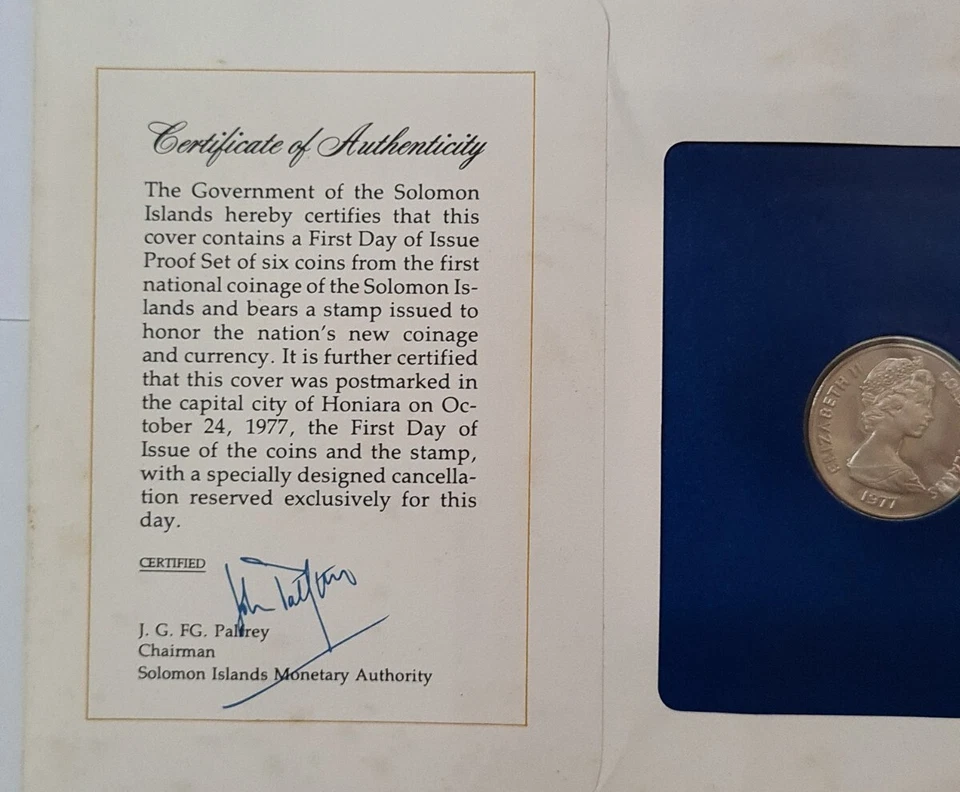 Certificate of Authenticity
The Government of the Solomon
Islands hereby certifies that this
cover contains a First Day of Issue
Proof Set of six coins from the first
national coinage of the Solomon Is-
lands and bears a stamp issued to
honor the nation's new coinage
and currency. It is further certified
that this cover was postmarked in
the capital city of Honiara on Oc-
tober 24, 1977, the First Day of
Issue of the coins and the stamp,
with a specially designed cancella-
tion reserved exclusively for this
day.
CERTIFIED
J. G. FG. Palfrey
Chairman
Solomon Islands Monetary Authority
ELIZABETH II
1977